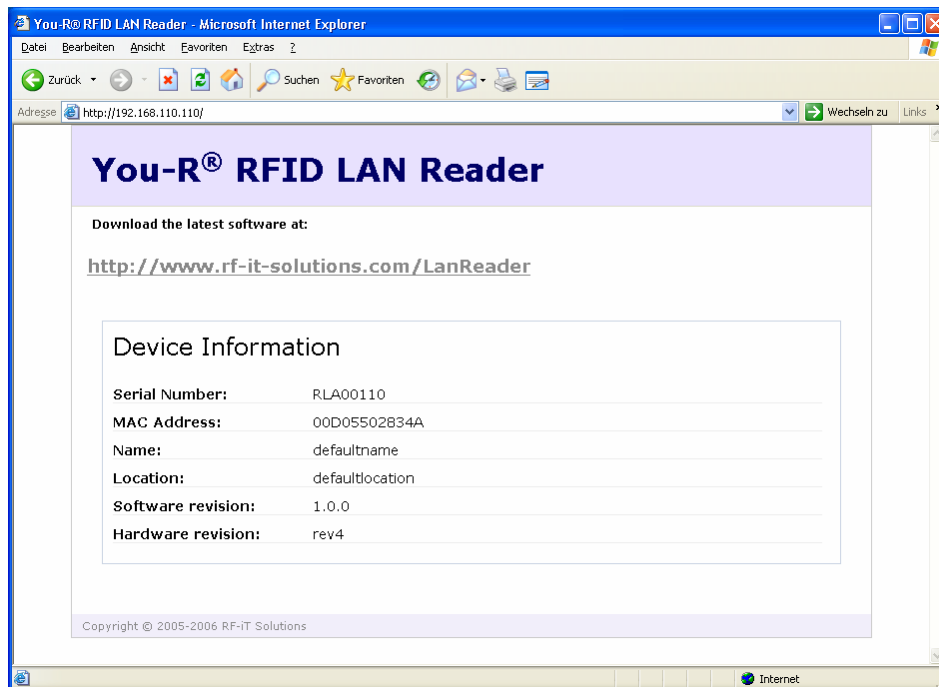 You-R® RFID LAN Reader - Microsoft Internet Explorer
Datei Bearbeiten Ansicht Favoriten Extras ?
Zurück Suchen Favoriten
Adresse http://192.168.110.110/ Wechseln zu Links
You-R® RFID LAN Reader
Download the latest software at:
http://www.rf-it-solutions.com/LanReader
Device Information
Serial Number: RLA00110
MAC Address: 00D05502834A
Name: defaultname
Location: defaultlocation
Software revision: 1.0.0
Hardware revision: rev4
Copyright © 2005-2006 RF-iT Solutions
Internet